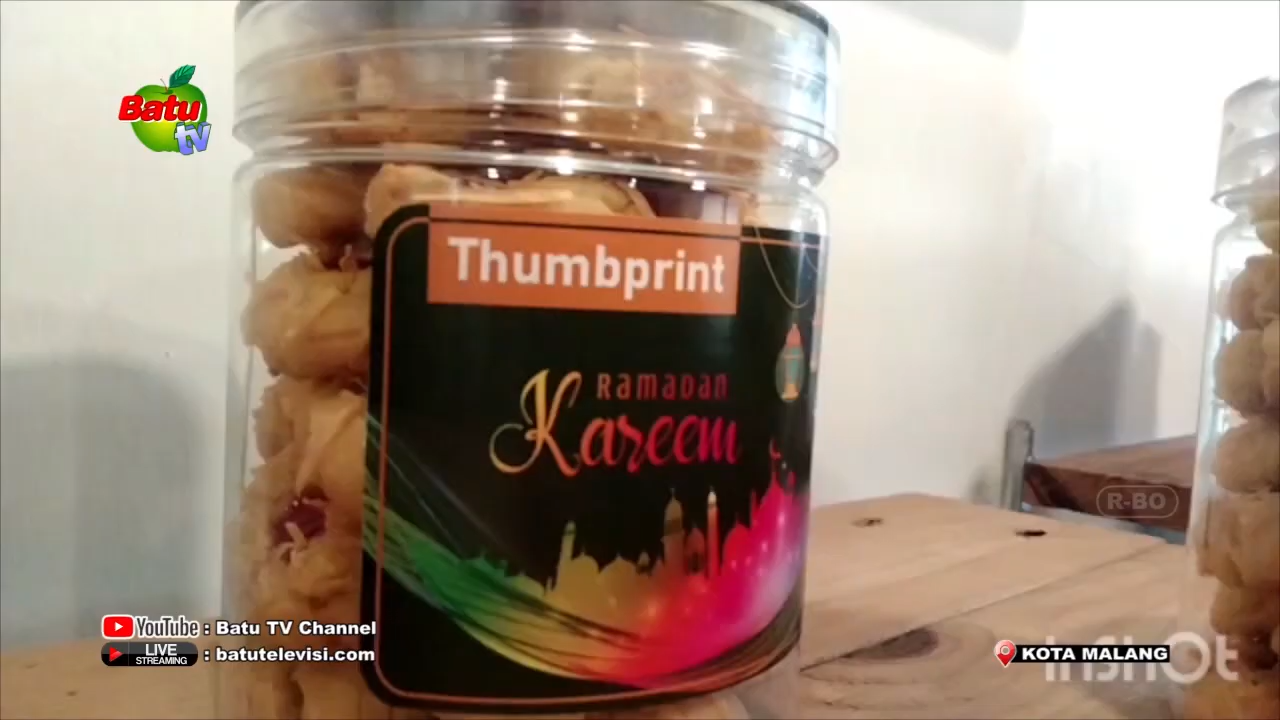 Batu
tv
Thumbprint
RAMADAN
Kareem
R-BO
YouTube : Batu TV Channel
LIVE
STREAMING : batutelevisi.com
KOTA MALANG
InShOt